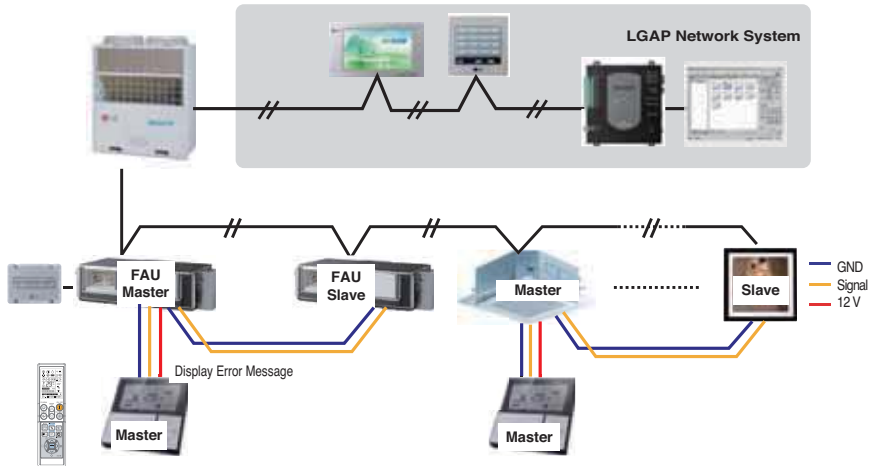 LGAP Network System
FAU
Master
FAU
Slave
Master
Slave
GND
Signal
12 V
Display Error Message
Master
Master